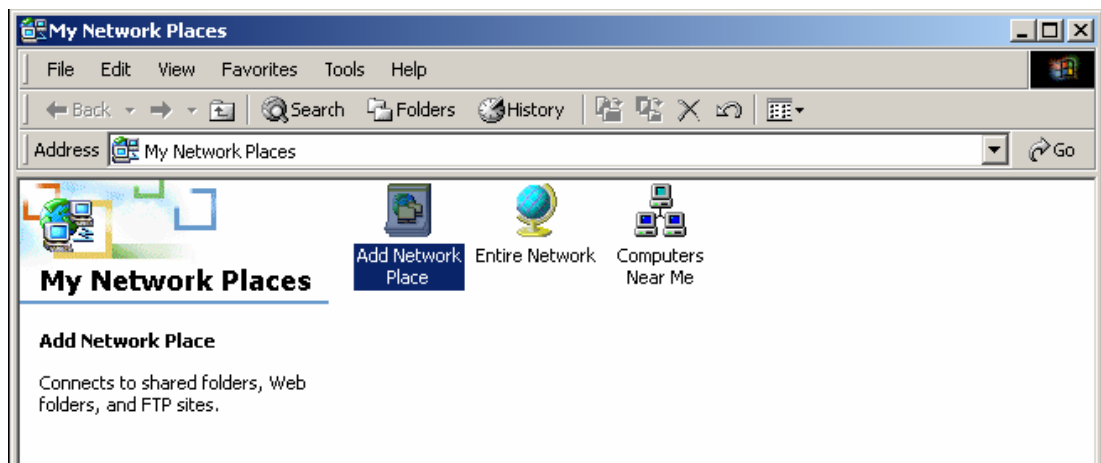 My Network Places
File Edit View Favorites Tools Help
Back Search Folders History
Address My Network Places Go
Add Network Place
Entire Network
Computers Near Me
My Network Places
Add Network Place
Connects to shared folders, Web
folders, and FTP sites.